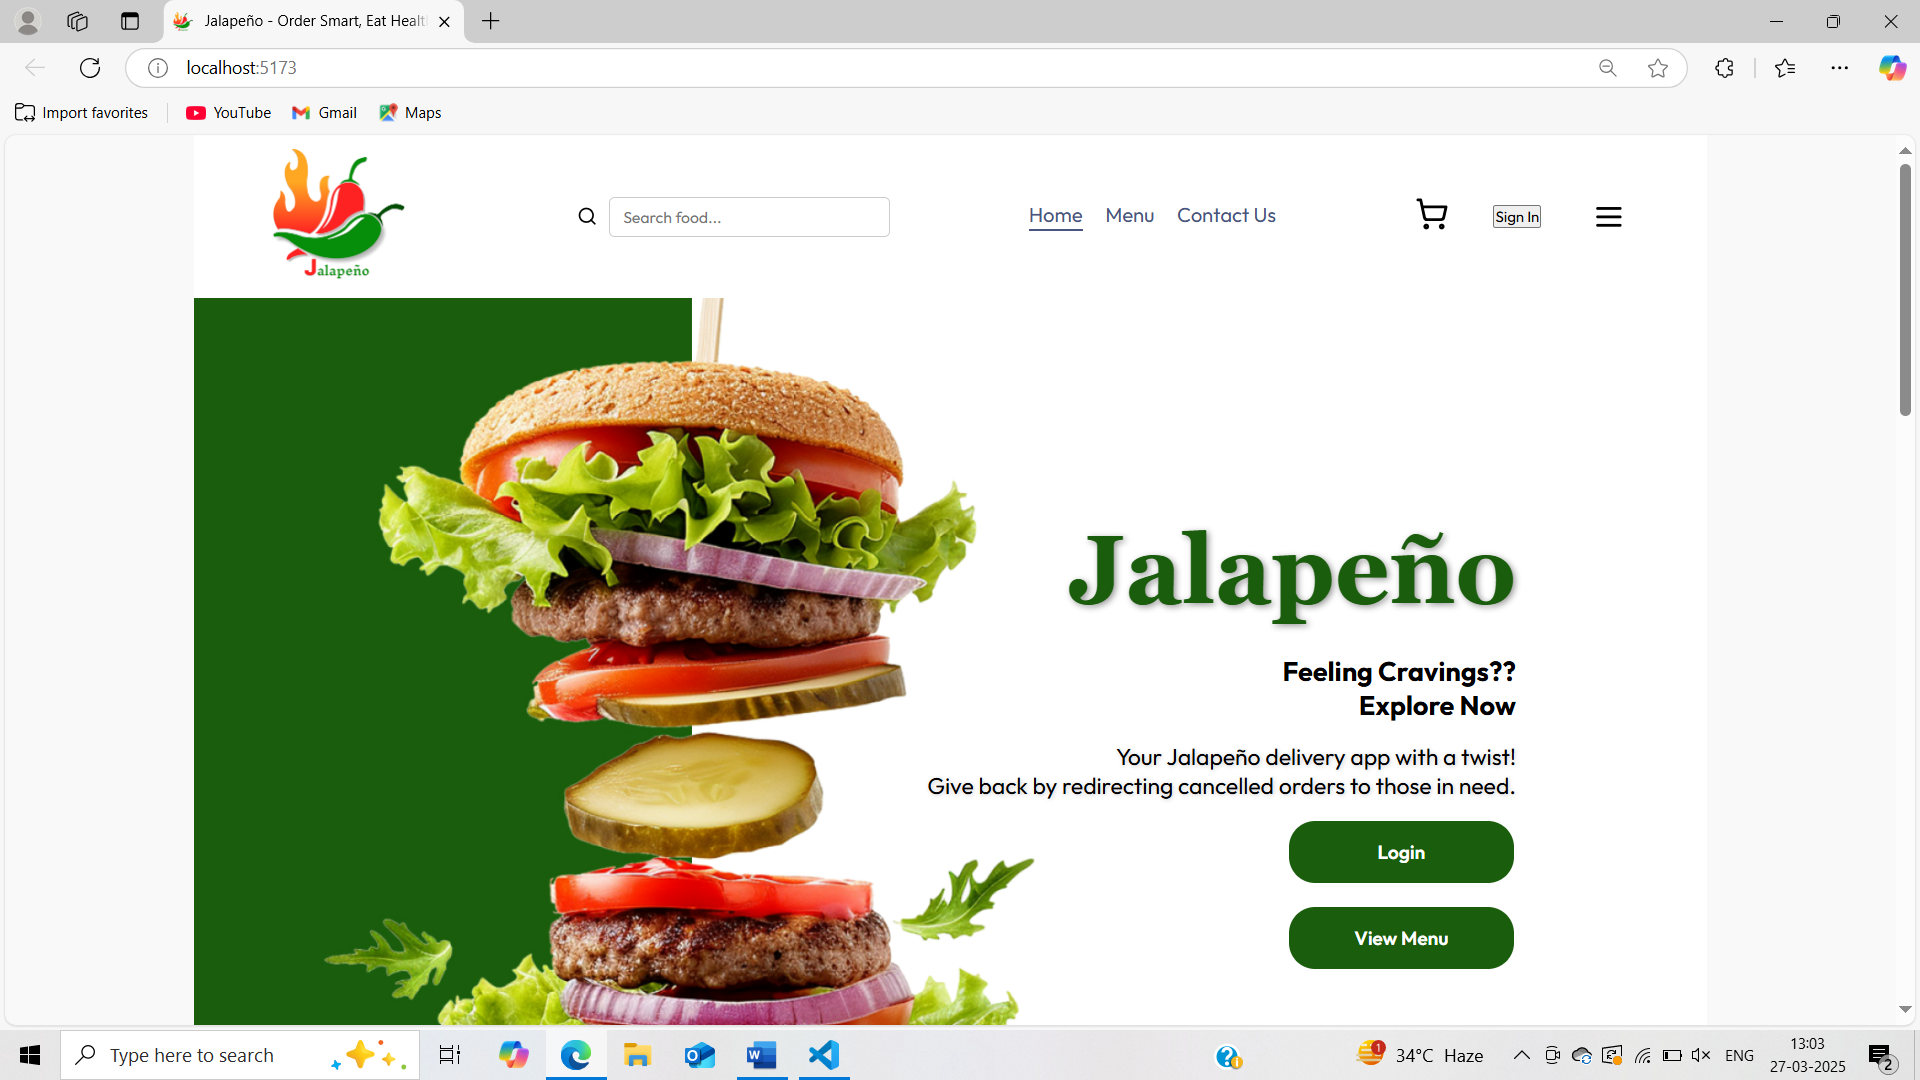 Jalapeño - Order Smart, Eat Healt
localhost:5173
Import favorites
YouTube
Gmail
Maps
Jalapeño
Search food...
Home
Menu
Contact Us
Sign In
Jalapeño
Feeling Cravings??
Explore Now
Your Jalapeño delivery app with a twist!
Give back by redirecting cancelled orders to those in need.
Login
View Menu
Type here to search
1
34°C Haze
ENG
13:03
27-03-2025
2